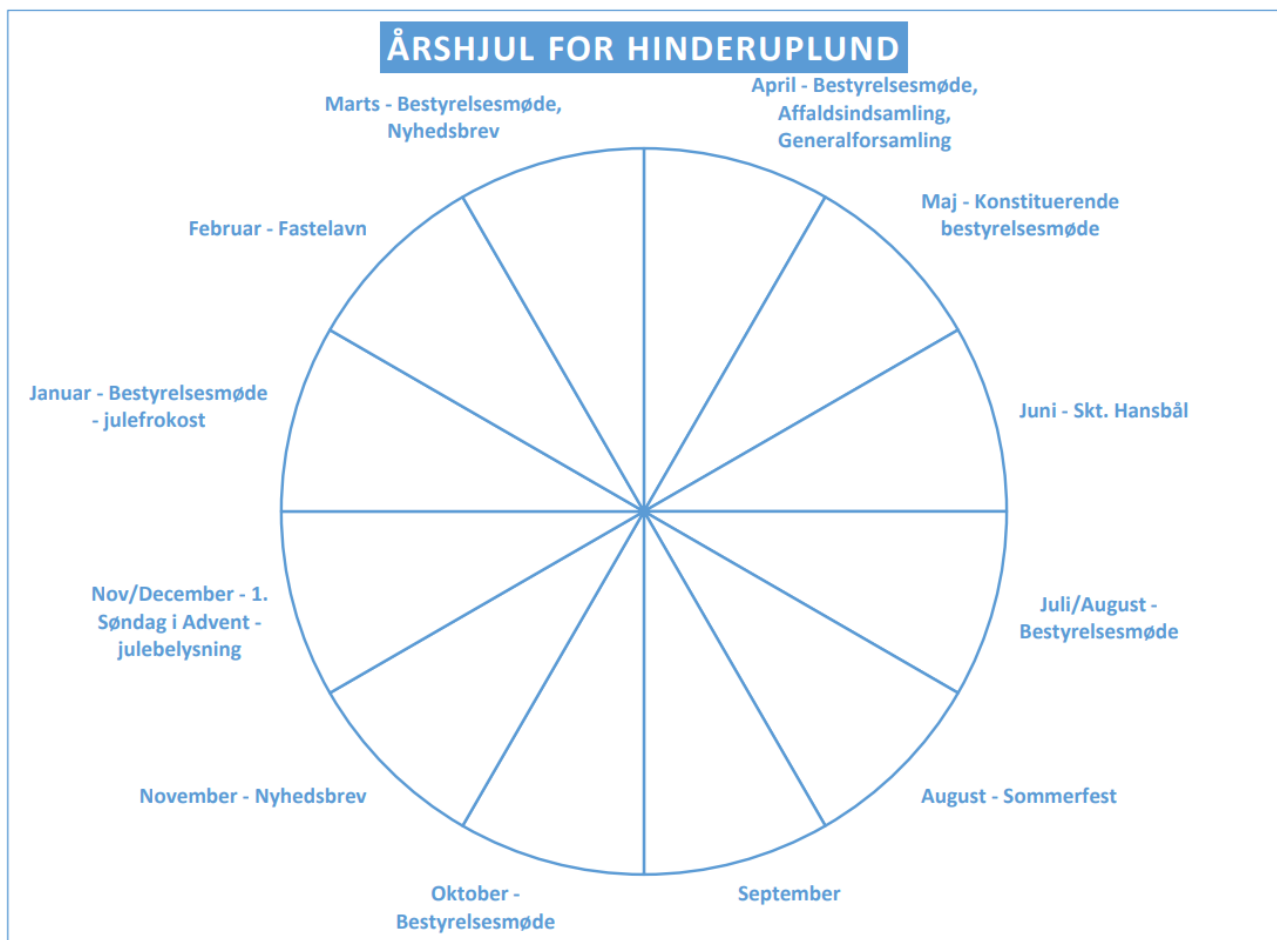 ÅRSHJUL FOR HINDERUPLUND
April - Bestyrelsesmøde,
Affaldsindsamling,
Generalforsamling
Maj - Konstituerende
bestyrelsesmøde
Juni - Skt. Hansbål
Juli/August -
Bestyrelsesmøde
August - Sommerfest
September
Oktober -
Bestyrelsesmøde
November - Nyhedsbrev
Nov/December - 1.
Søndag i Advent -
julebelysning
Januar - Bestyrelsesmøde
- julefrokost
Februar - Fastelavn
Marts - Bestyrelsesmøde,
Nyhedsbrev